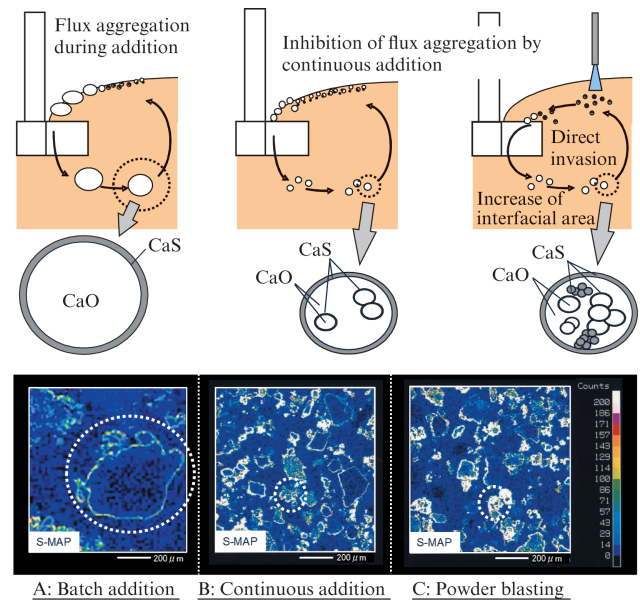 Flux aggregation
during addition
Inhibition of flux aggregation by
continuous addition
Direct
invasion
Increase of
interfacial area
CaS
CaO
CaO
CaS
CaO
CaS
S-MAP
200 μm
S-MAP
200 μm
S-MAP
200 μm
Counts
200
186
171
157
143
129
114
100
86
71
57
43
29
14
0
A: Batch addition
B: Continuous addition
C: Powder blasting